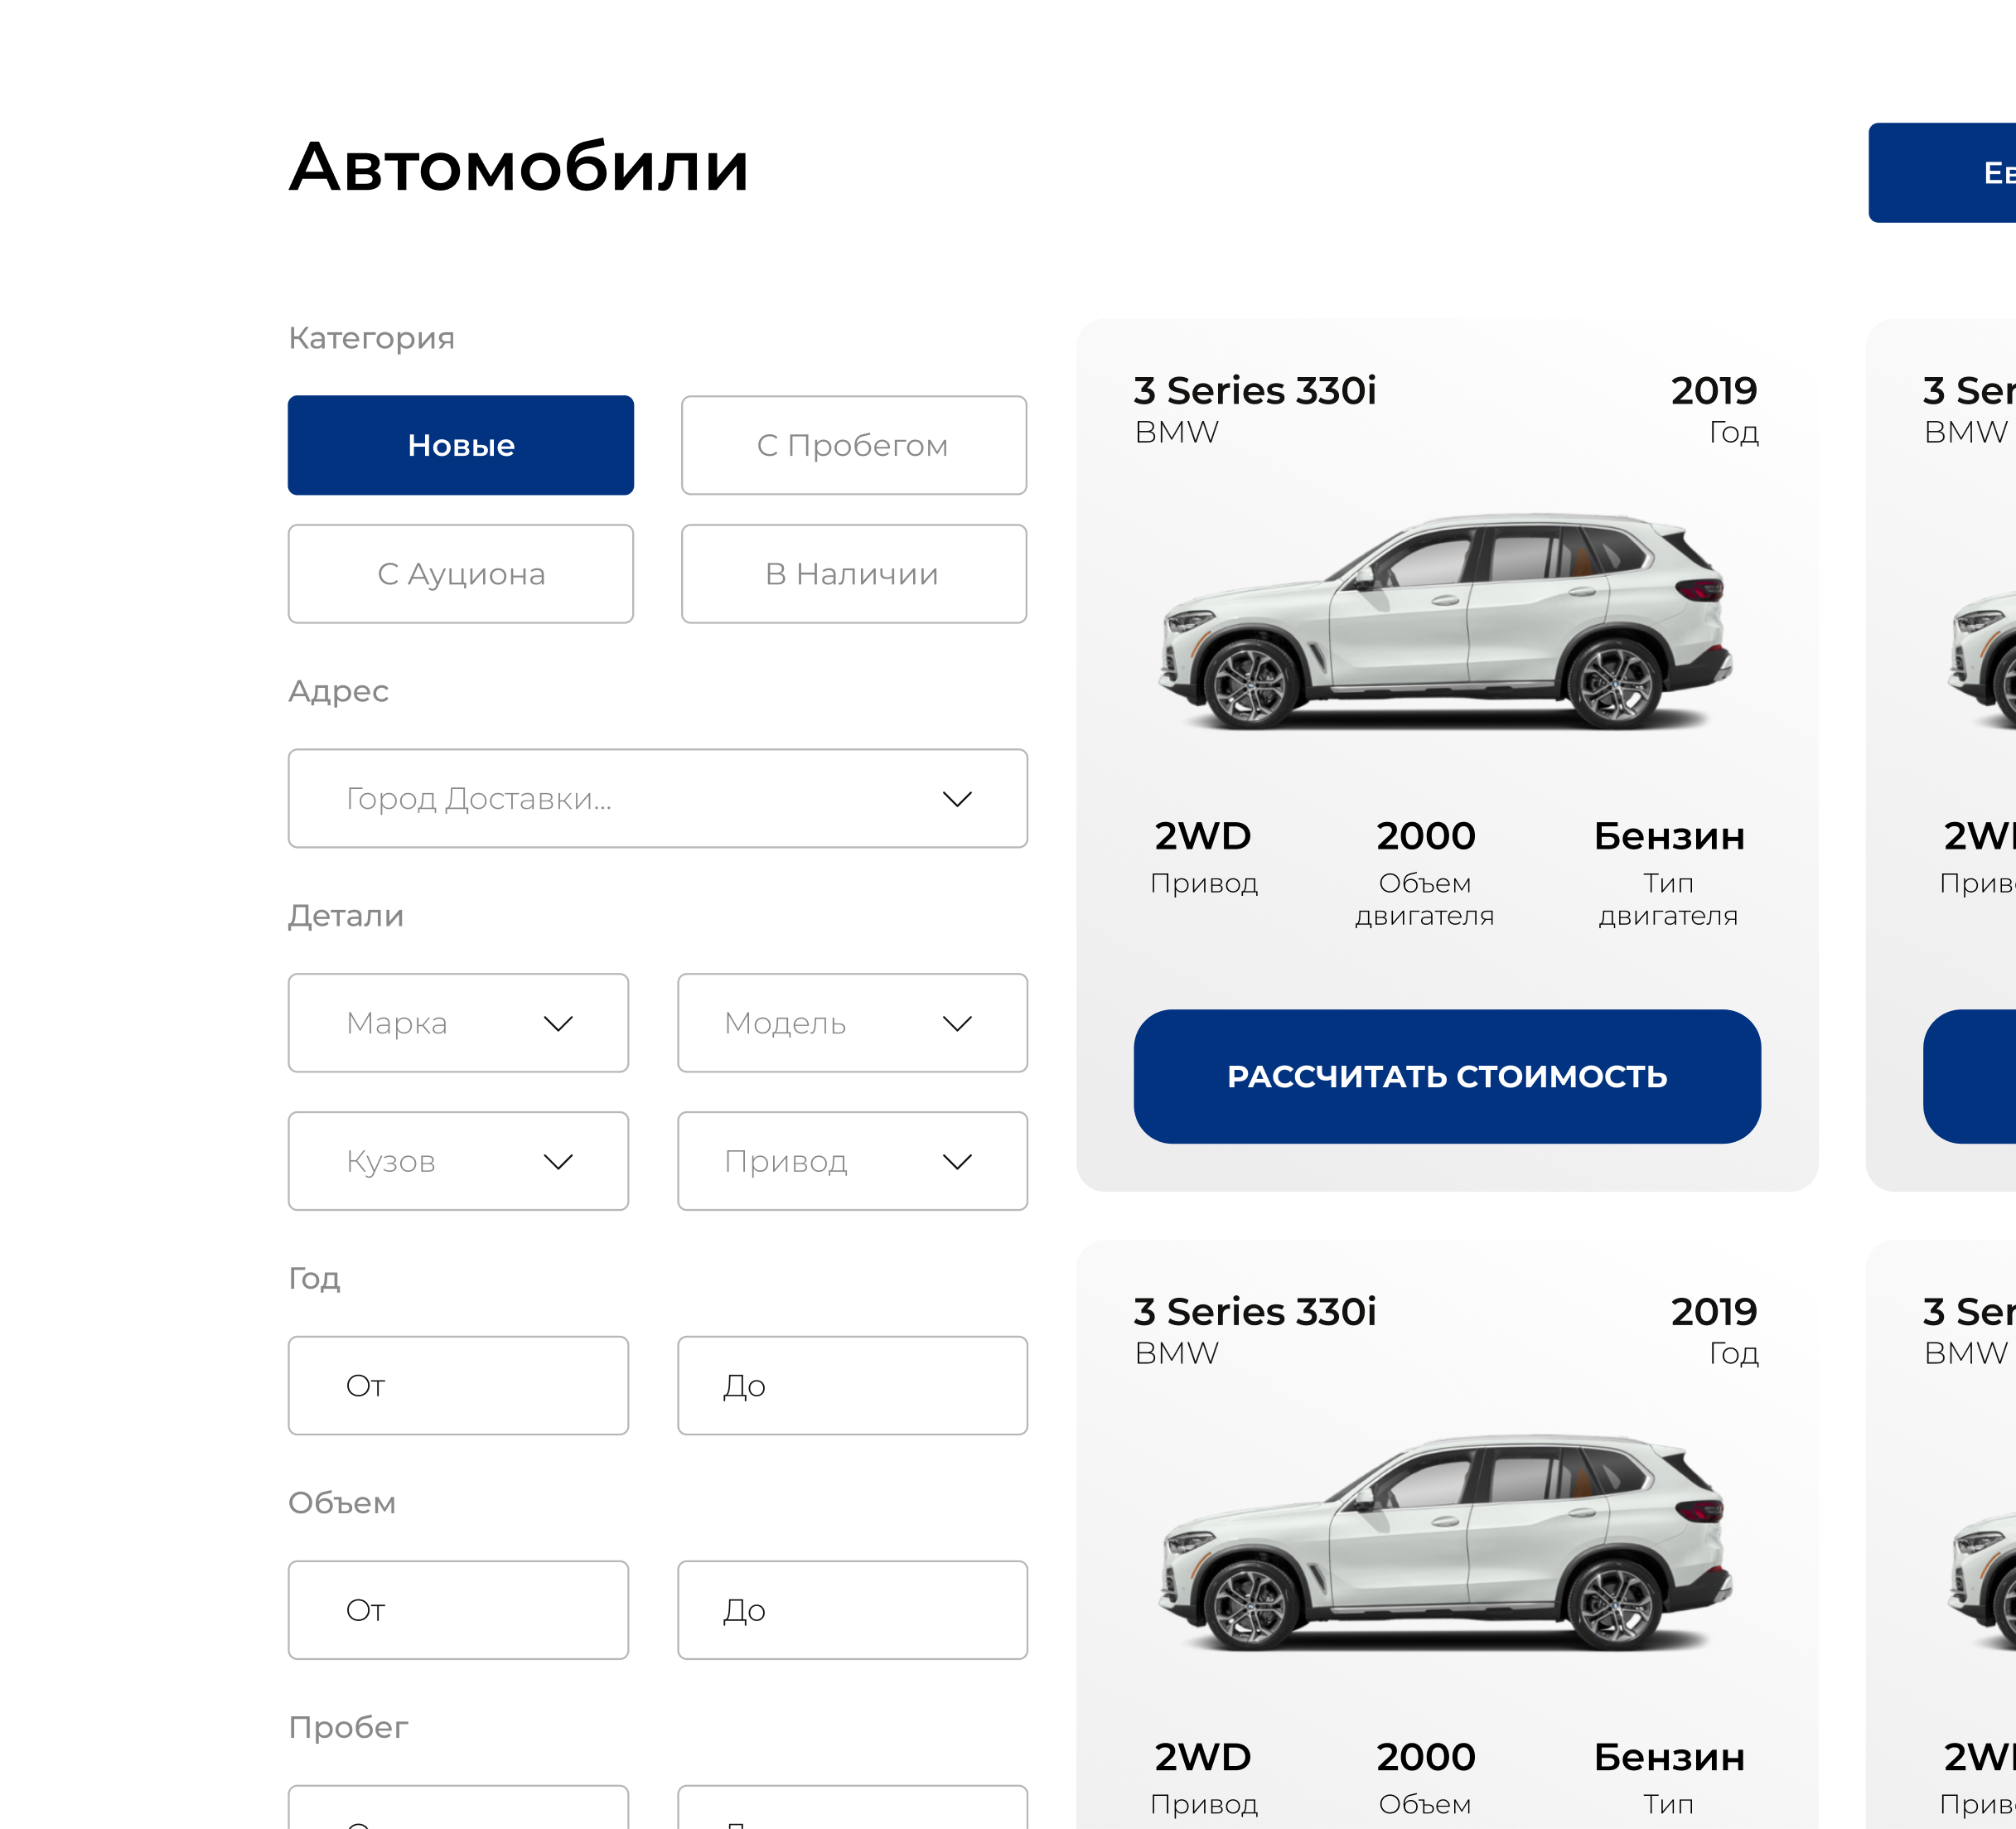 Автомобили
Ев
Категория
Новые
С Пробегом
С Ауциона
В Наличии
Адрес
Город Доставки...
Детали
Марка
Модель
Кузов
Привод
Год
От
До
Объем
От
До
Пробег
3 Series 330i
2019
BMW
Год
2WD
2000
Бензин
Привод
Объем
двигателя
Тип
двигателя
РАССЧИТАТЬ СТОИМОСТЬ
3 Ser
BMW
2W
Приво
3 Series 330i
2019
BMW
Год
2WD
2000
Бензин
Привод
Объем
Тип
3 Ser
BMW
2W
Приво